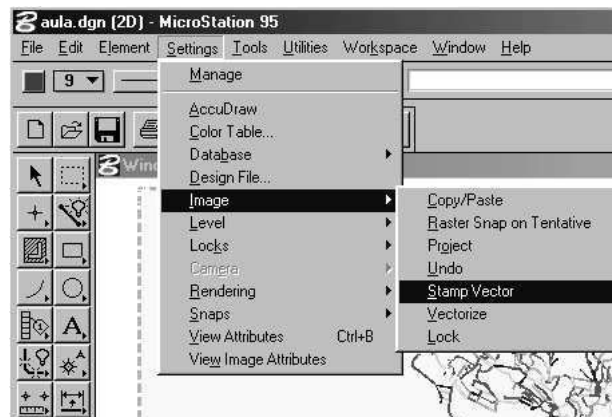 aula.dgn (2D) - MicroStation 95
File Edit Element Settings Tools Utilities Workspace Window Help
9
Manage
AccuDraw
Color Table...
Database
Design File...
Image
Level
Locks
Camera
Rendering
Snaps
View Attributes Ctrl+B
View Image Attributes
Copy/Paste
Raster Snap on Tentative
Project
Undo
Stamp Vector
Vectorize
Lock
A